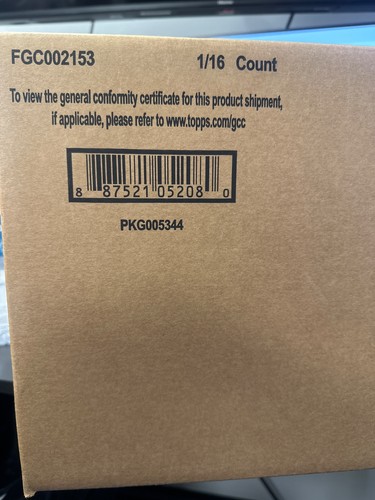 FGC002153 1/16 Count
To view the general conformity certificate for this product shipment,
if applicable, please refer to www.topps.com/gcc
8 87521 05208 0
PKG005344